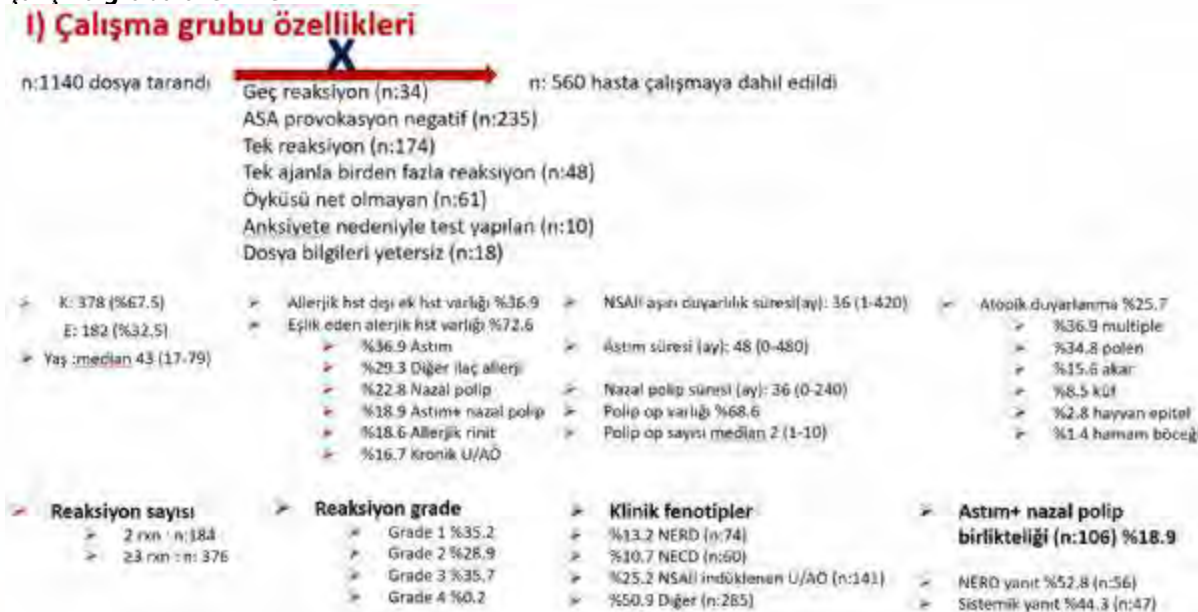 I) Çalışma grubu özellikleri
X
n:1140 dosya tarandı
n: 560 hasta çalışmaya dahil edildi
Geç reaksiyon (n:34)
ASA provokasyon negatif (n:235)
Tek reaksiyon (n:174)
Tek ajanla birden fazla reaksiyon (n:48)
Öyküsü net olmayan (n:61)
Anksiyete nedeniyle test yapılan (n:10)
Dosya bilgileri yetersiz (n:18)
K: 378 (%67.5)
E: 182 (%32.5)
Yaş :median 43 (17-79)
Allerjik hst dışı ek hst varlığı %36.9
Eşlik eden alerjik hst varlığı %72.6
%36.9 Astım
%29.3 Diğer ilaç allerji
%22.8 Nazal polip
%18.9 Astım+ nazal polip
%18.6 Allerjik rinit
%16.7 Kronik U/AÖ
NSAİİ aşırı duyarlılık süresi(ay): 36 (1-420)
Astım süresi (ay): 48 (0-480)
Nazal polip süresi (ay): 36 (0-240)
Polip op varlığı %68.6
Polip op sayısı median 2 (1-10)
Atopik duyarlanma %25.7
%36.9 multiple
%34.8 polen
%15.6 akar
%8.5 küf
%2.8 hayvan epitel
%1.4 hamam böceğ
Reaksiyon sayısı
2 rxn : n:184
≥3 rxn : n: 376
Reaksiyon grade
Grade 1 %35.2
Grade 2 %28.9
Grade 3 %35.7
Grade 4 %0.2
Klinik fenotipler
%13.2 NERD (n:74)
%10.7 NECD (n:60)
%25.2 NSAİİ indüklenen U/AÖ (n:141)
%50.9 Diğer (n:285)
Astım+ nazal polip
birlikteliği (n:106) %18.9
NERD yanıt %52.8 (n:56)
Sistemik yanıt %44.3 (n:47)